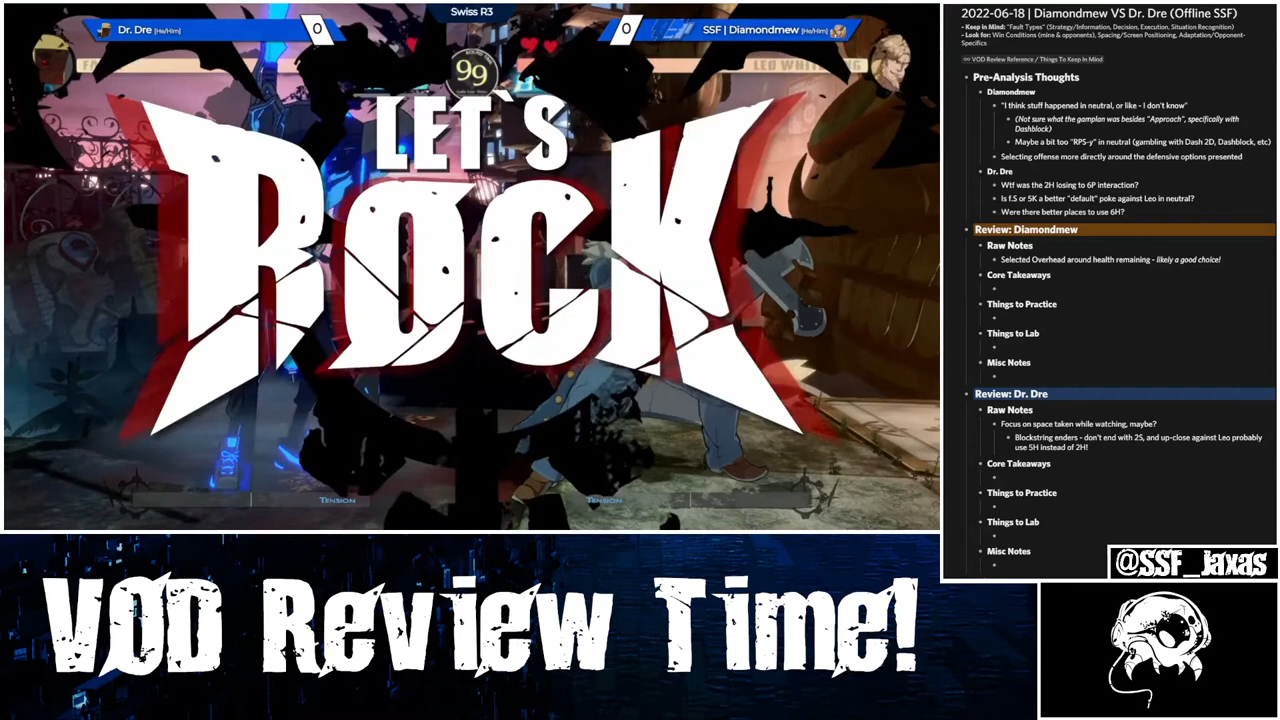 Swiss R3
Dr. Dre [He/Him]
0
0
SSF | Diamondmew [He/Him]
99
LEO WHITEFANG
LET`S
ROCK
TENSION
TENSION
VOD Review Time!
2022-06-18 | Diamondmew VS Dr. Dre (Offline SSF)
- Keep in Mind: "Fault Types" (Strategy/Information, Decision, Execution, Situation Recognition)
- Look for: Win Conditions (mine & opponents), Spacing/Screen Positioning, Adaptation/Opponent-
Specifics
VOD Review Reference / Things To Keep In Mind
Pre-Analysis Thoughts
Diamondmew
"I think stuff happened in neutral, or like - I don't know"
(Not sure what the gamplan was besides "Approach", specifically with
Dashblock)
Maybe a bit too "RPS-y" in neutral (gambling with Dash 2D, Dashblock, etc)
Selecting offense more directly around the defensive options presented
Dr. Dre
Wtf was the 2H losing to 6P interaction?
Is f.S or 5K a better "default" poke against Leo in neutral?
Were there better places to use 6H?
Review: Diamondmew
Raw Notes
Selected Overhead around health remaining - likely a good choice!
Core Takeaways
Things to Practice
Things to Lab
Misc Notes
Review: Dr. Dre
Raw Notes
Focus on space taken while watching, maybe?
Blockstring enders - don't end with 2S, and up-close against Leo probably
use 5H instead of 2H!
Core Takeaways
Things to Practice
Things to Lab
Misc Notes
@SSF_Jaxas